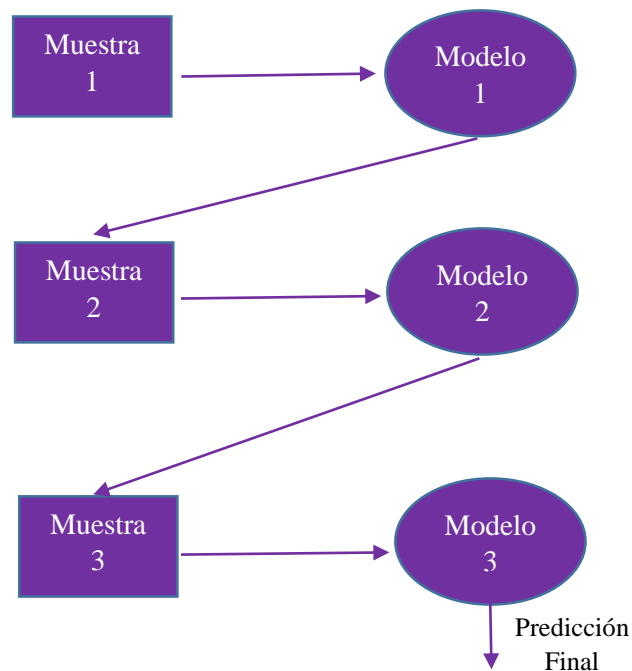 Muestra
1
Modelo
1
Muestra
2
Modelo
2
Muestra
3
Modelo
3
Predicción
Final